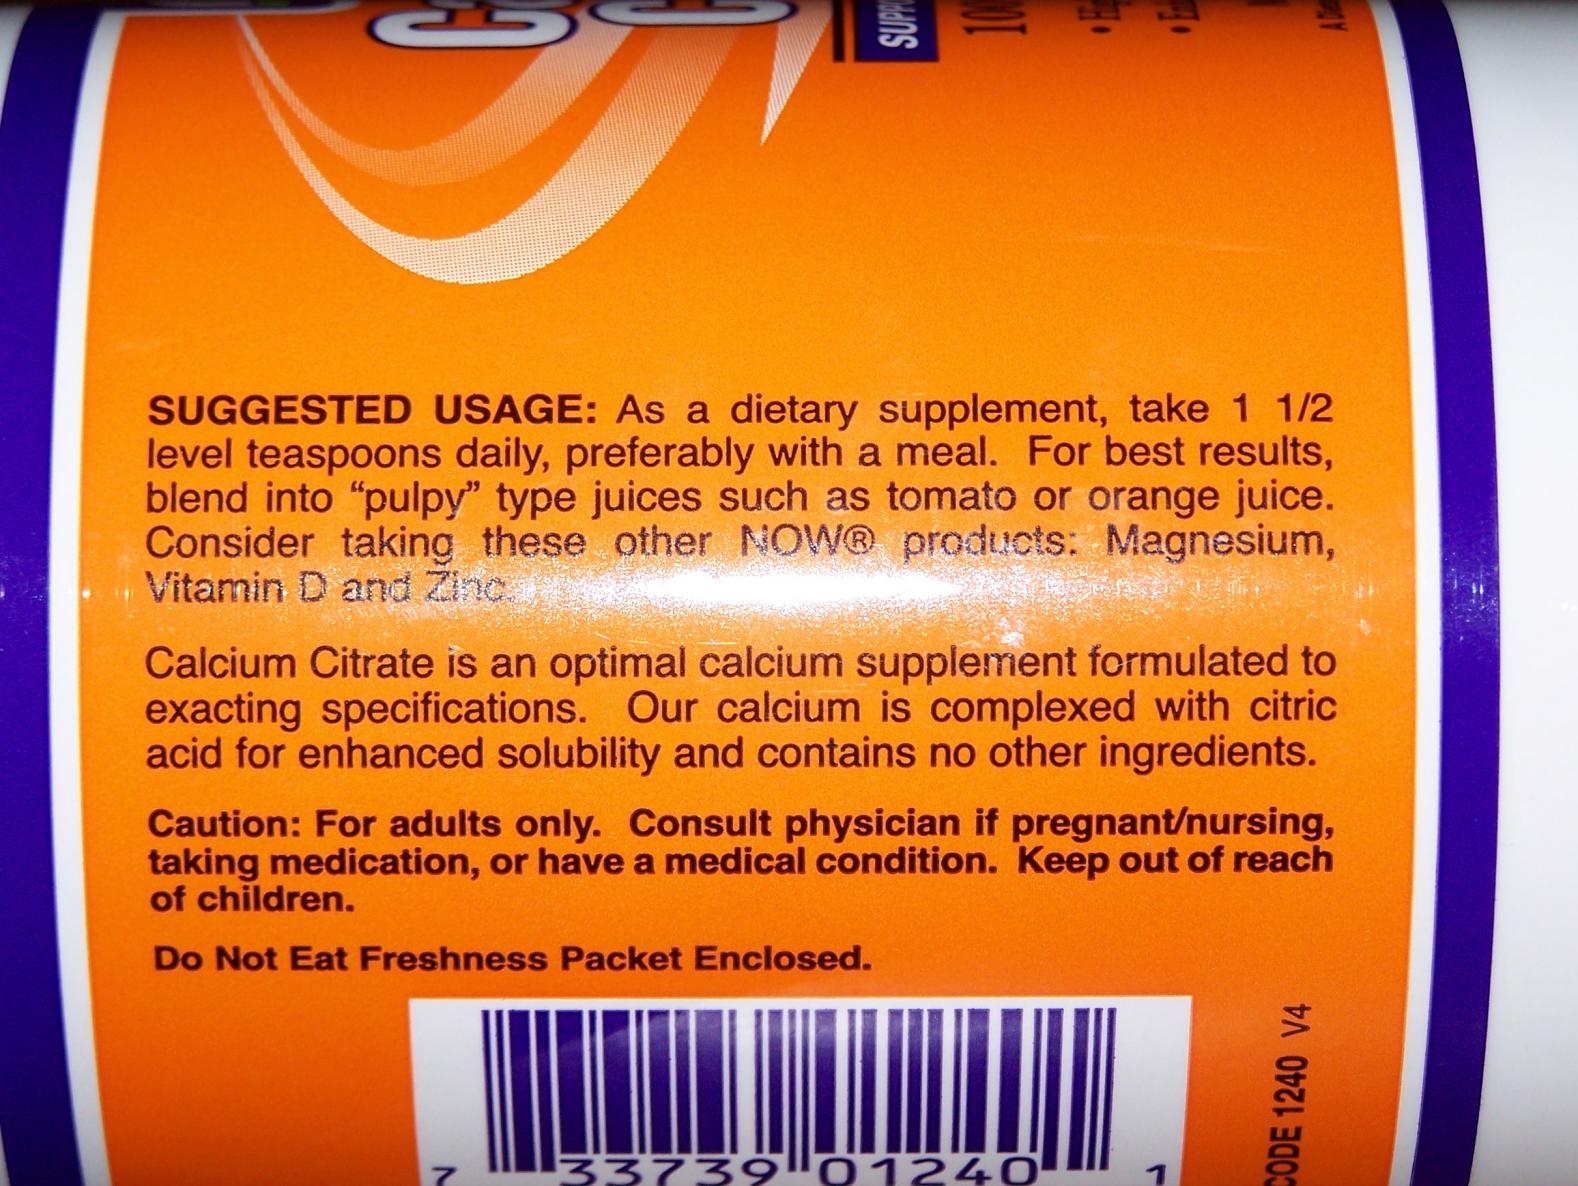 SUGGESTED USAGE: As a dietary supplement, take 1 1/2
level teaspoons daily, preferably with a meal. For best results,
blend into “pulpy” type juices such as tomato or orange juice.
Consider taking these other NOW® products: Magnesium,
Vitamin D and Zinc.
Calcium Citrate is an optimal calcium supplement formulated to
exacting specifications. Our calcium is complexed with citric
acid for enhanced solubility and contains no other ingredients.
Caution: For adults only. Consult physician if pregnant/nursing,
taking medication, or have a medical condition. Keep out of reach
of children.
Do Not Eat Freshness Packet Enclosed.
7 33739 01240 1
CODE 1240 V4